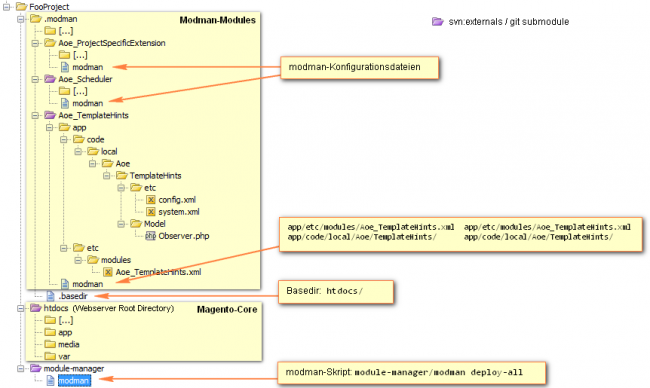 FooProject
.modman Modman-Modules
[...]
Aoe_ProjectSpecificExtension
[...]
modman
Aoe_Scheduler
[...]
modman
Aoe_TemplateHints
app
code
local
Aoe
TemplateHints
etc
config.xml
system.xml
Model
Observer.php
etc
modules
Aoe_TemplateHints.xml
modman
.basedir
htdocs (Webserver Root Directory) Magento-Core
[...]
app
media
var
module-manager
modman
svn:externals / git submodule
modman-Konfigurationsdateien
app/etc/modules/Aoe_TemplateHints.xml app/etc/modules/Aoe_TemplateHints.xml
app/code/local/Aoe/TemplateHints/ app/code/local/Aoe/TemplateHints/
Basedir: htdocs/
modman-Skript: module-manager/modman deploy-all